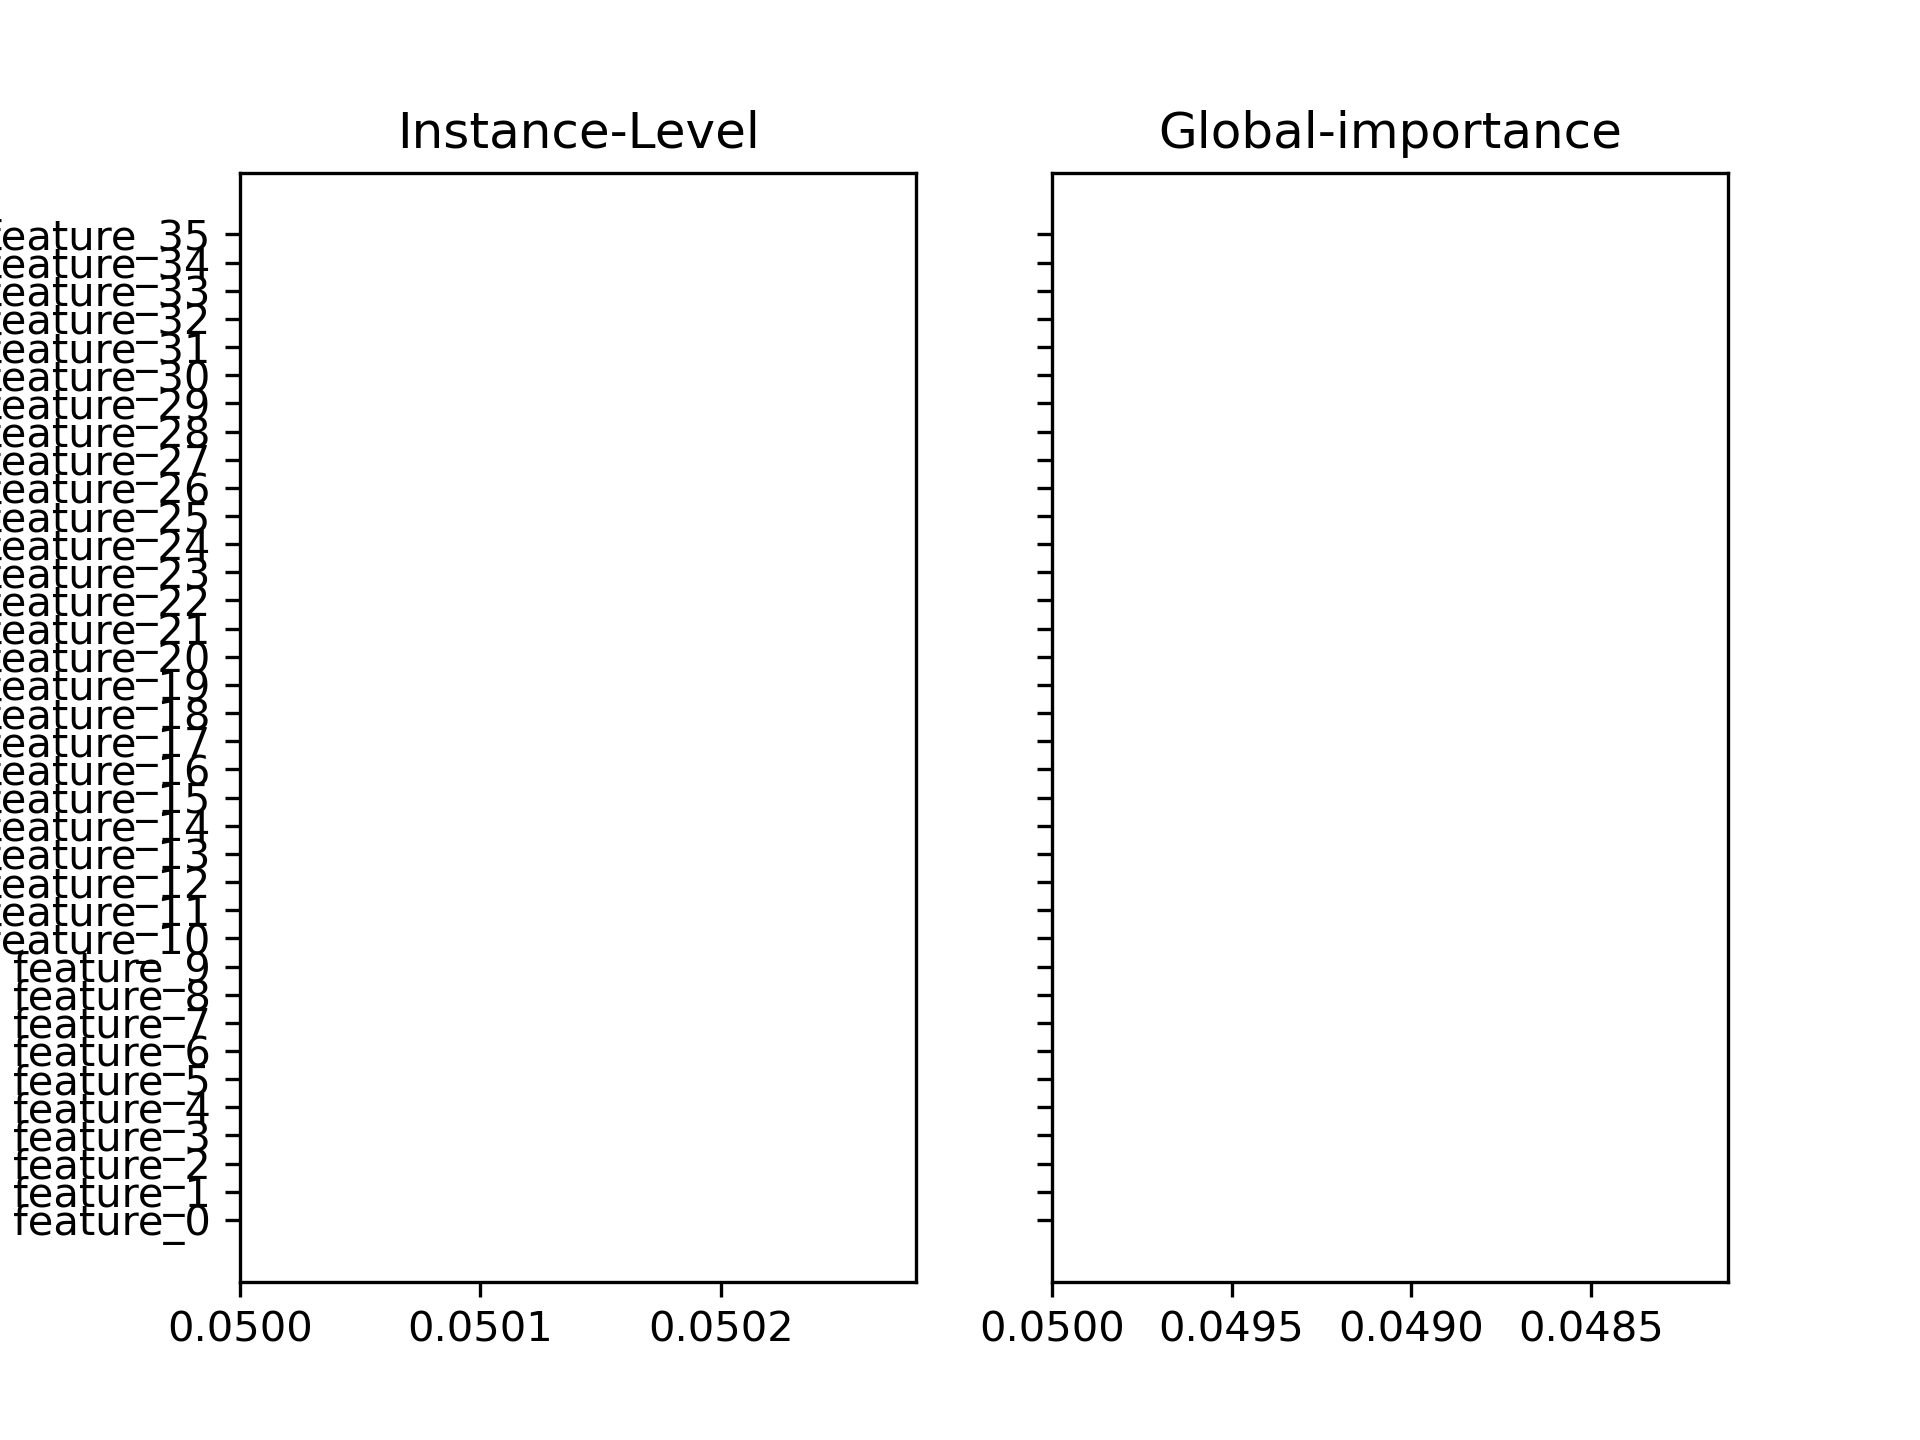 Instance-Level
Global-importance
feature_35
feature_34
feature_33
feature_32
feature_31
feature_30
feature_29
feature_28
feature_27
feature_26
feature_25
feature_24
feature_23
feature_22
feature_21
feature_20
feature_19
feature_18
feature_17
feature_16
feature_15
feature_14
feature_13
feature_12
feature_11
feature_10
feature_9
feature_8
feature_7
feature_6
feature_5
feature_4
feature_3
feature_2
feature_1
feature_0
0.0500 0.0501 0.0502
0.0500 0.0495 0.0490 0.0485